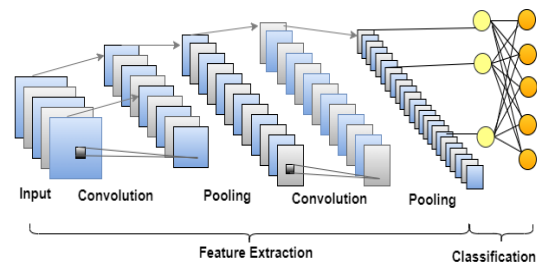 Input
Convolution
Pooling
Convolution
Pooling
Feature Extraction
Classification